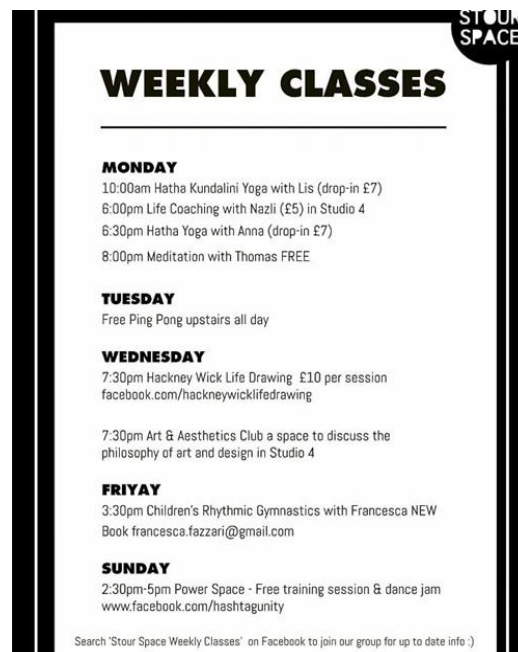 STOUR
SPACE
WEEKLY CLASSES
MONDAY
10:00am Hatha Kundalini Yoga with Lis (drop-in £7)
6:00pm Life Coaching with Nazli (£5) in Studio 4
6:30pm Hatha Yoga with Anna (drop-in £7)
8:00pm Meditation with Thomas FREE
TUESDAY
Free Ping Pong upstairs all day
WEDNESDAY
7:30pm Hackney Wick Life Drawing £10 per session
facebook.com/hackneywicklifedrawing
7:30pm Art & Aesthetics Club a space to discuss the
philosophy of art and design in Studio 4
FRIYAY
3:30pm Children's Rhythmic Gymnastics with Francesca NEW
Book francesca.fazzari@gmail.com
SUNDAY
2:30pm-5pm Power Space - Free training session & dance jam
www.facebook.com/hashtagunity
Search 'Stour Space Weekly Classes' on Facebook to join our group for up to date info :)